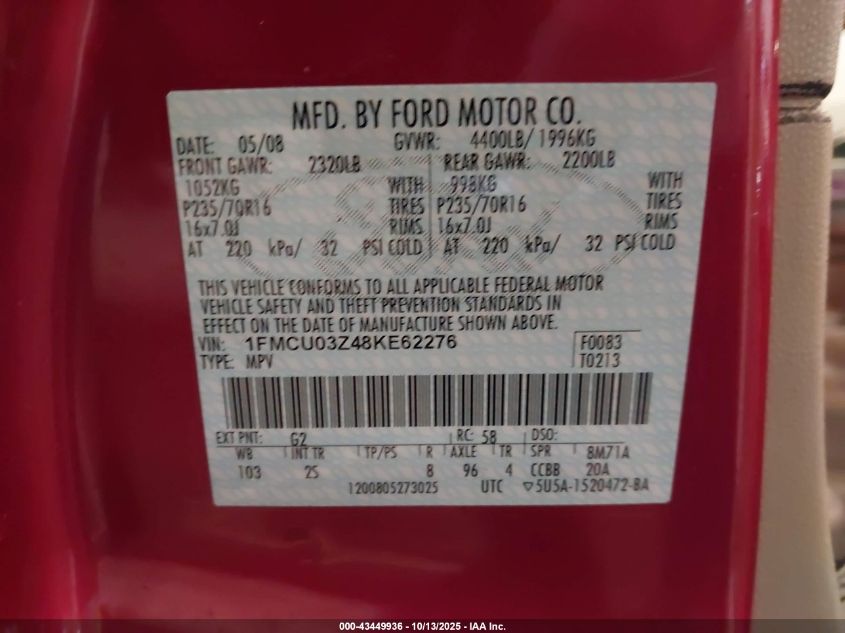 MFD. BY FORD MOTOR CO.
DATE: 05/08 GVWR: 4400LB/ 1996KG
FRONT GAWR: 2320LB REAR GAWR: 2200LB
1052KG WITH 998KG WITH
P235/70R16 TIRES P235/70R16 TIRES
16x7.0J RIMS 16x7.0J RIMS
AT 220 kPa/ 32 PSI COLD AT 220 kPa/ 32 PSI COLD
THIS VEHICLE CONFORMS TO ALL APPLICABLE FEDERAL MOTOR
VEHICLE SAFETY AND THEFT PREVENTION STANDARDS IN
EFFECT ON THE DATE OF MANUFACTURE SHOWN ABOVE.
VIN: 1FMCU03Z48KE62276 F0083
TYPE: MPV T0213
EXT PNT: G2 RC: 58 DSO:
WB INT TR TP/PS R AXLE TR SPR 8M71A
103 2S 8 96 4 CCBB 20A
1200805273025 UTC ▽5U5A-1520472-BA
000-43449936 - 10/13/2025 - IAA Inc.